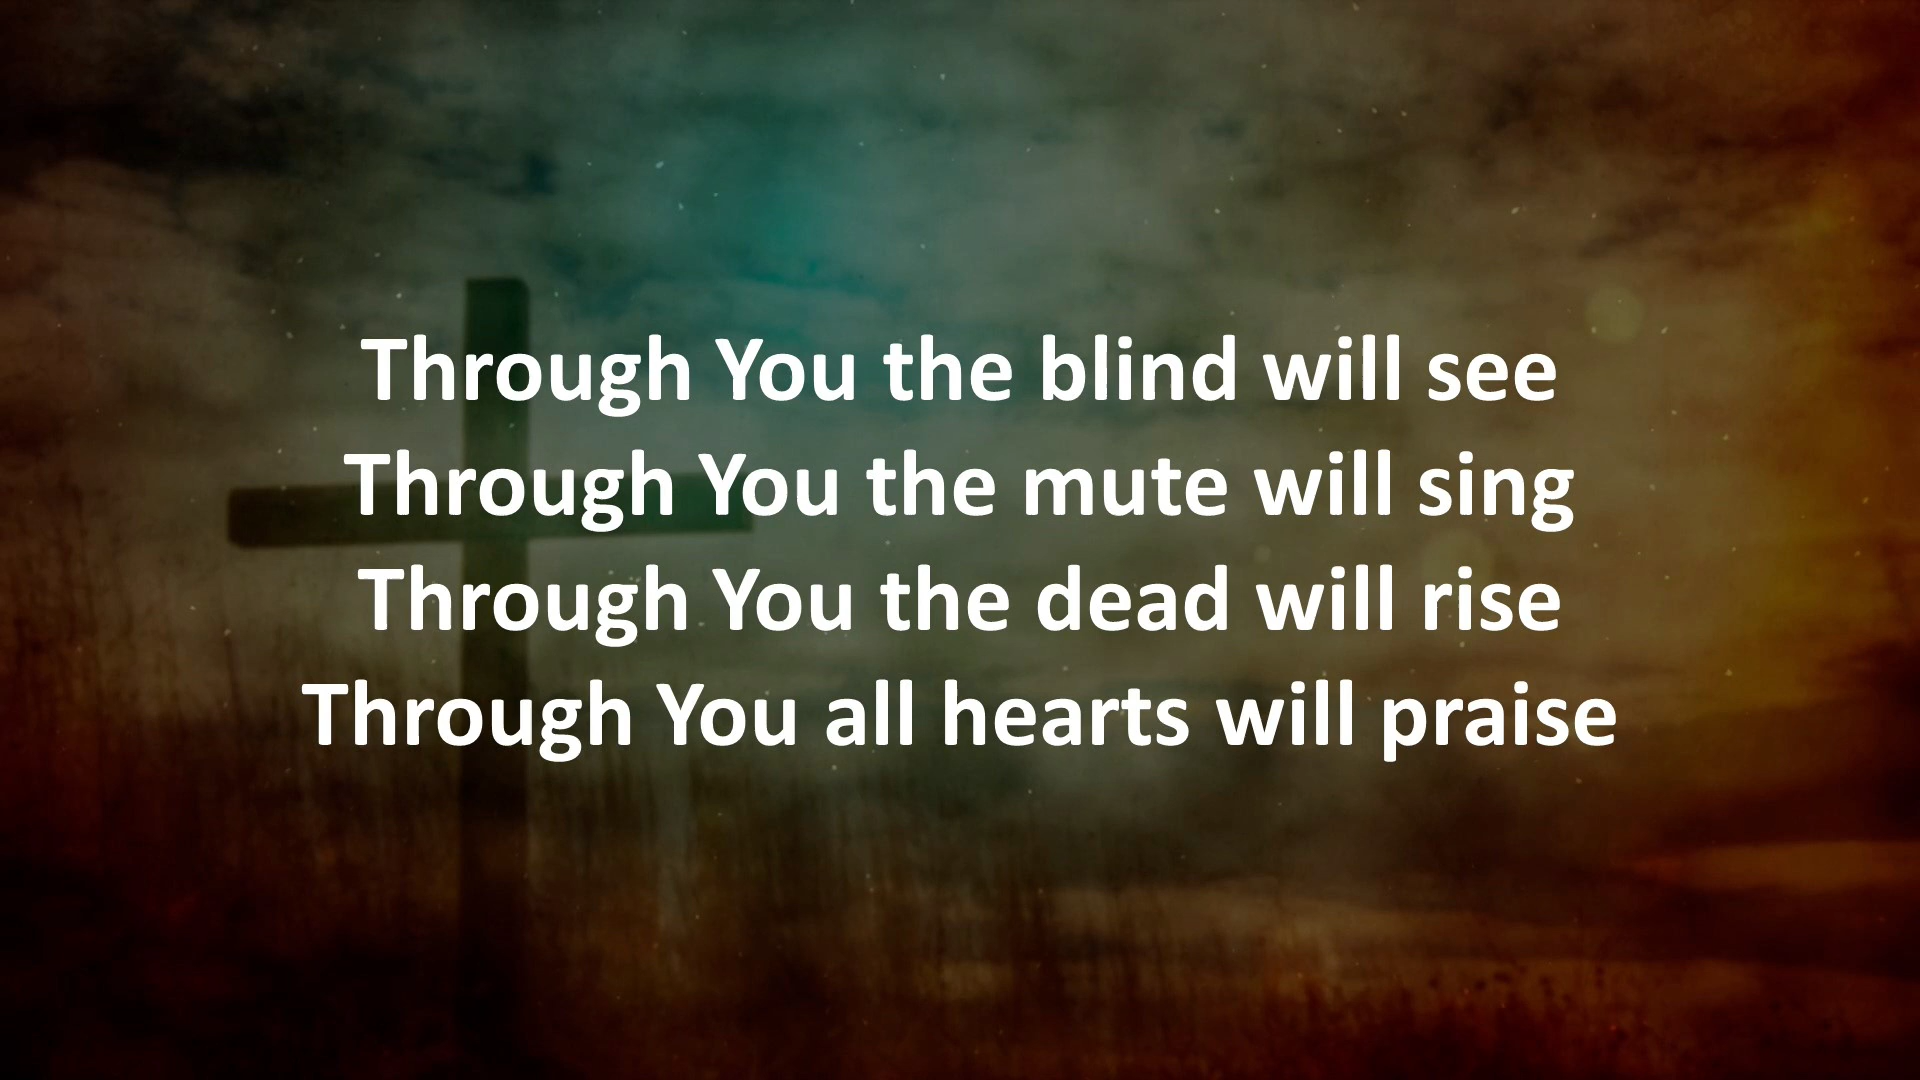 Through You the blind will see
Through You the mute will sing
Through You the dead will rise
Through You all hearts will praise